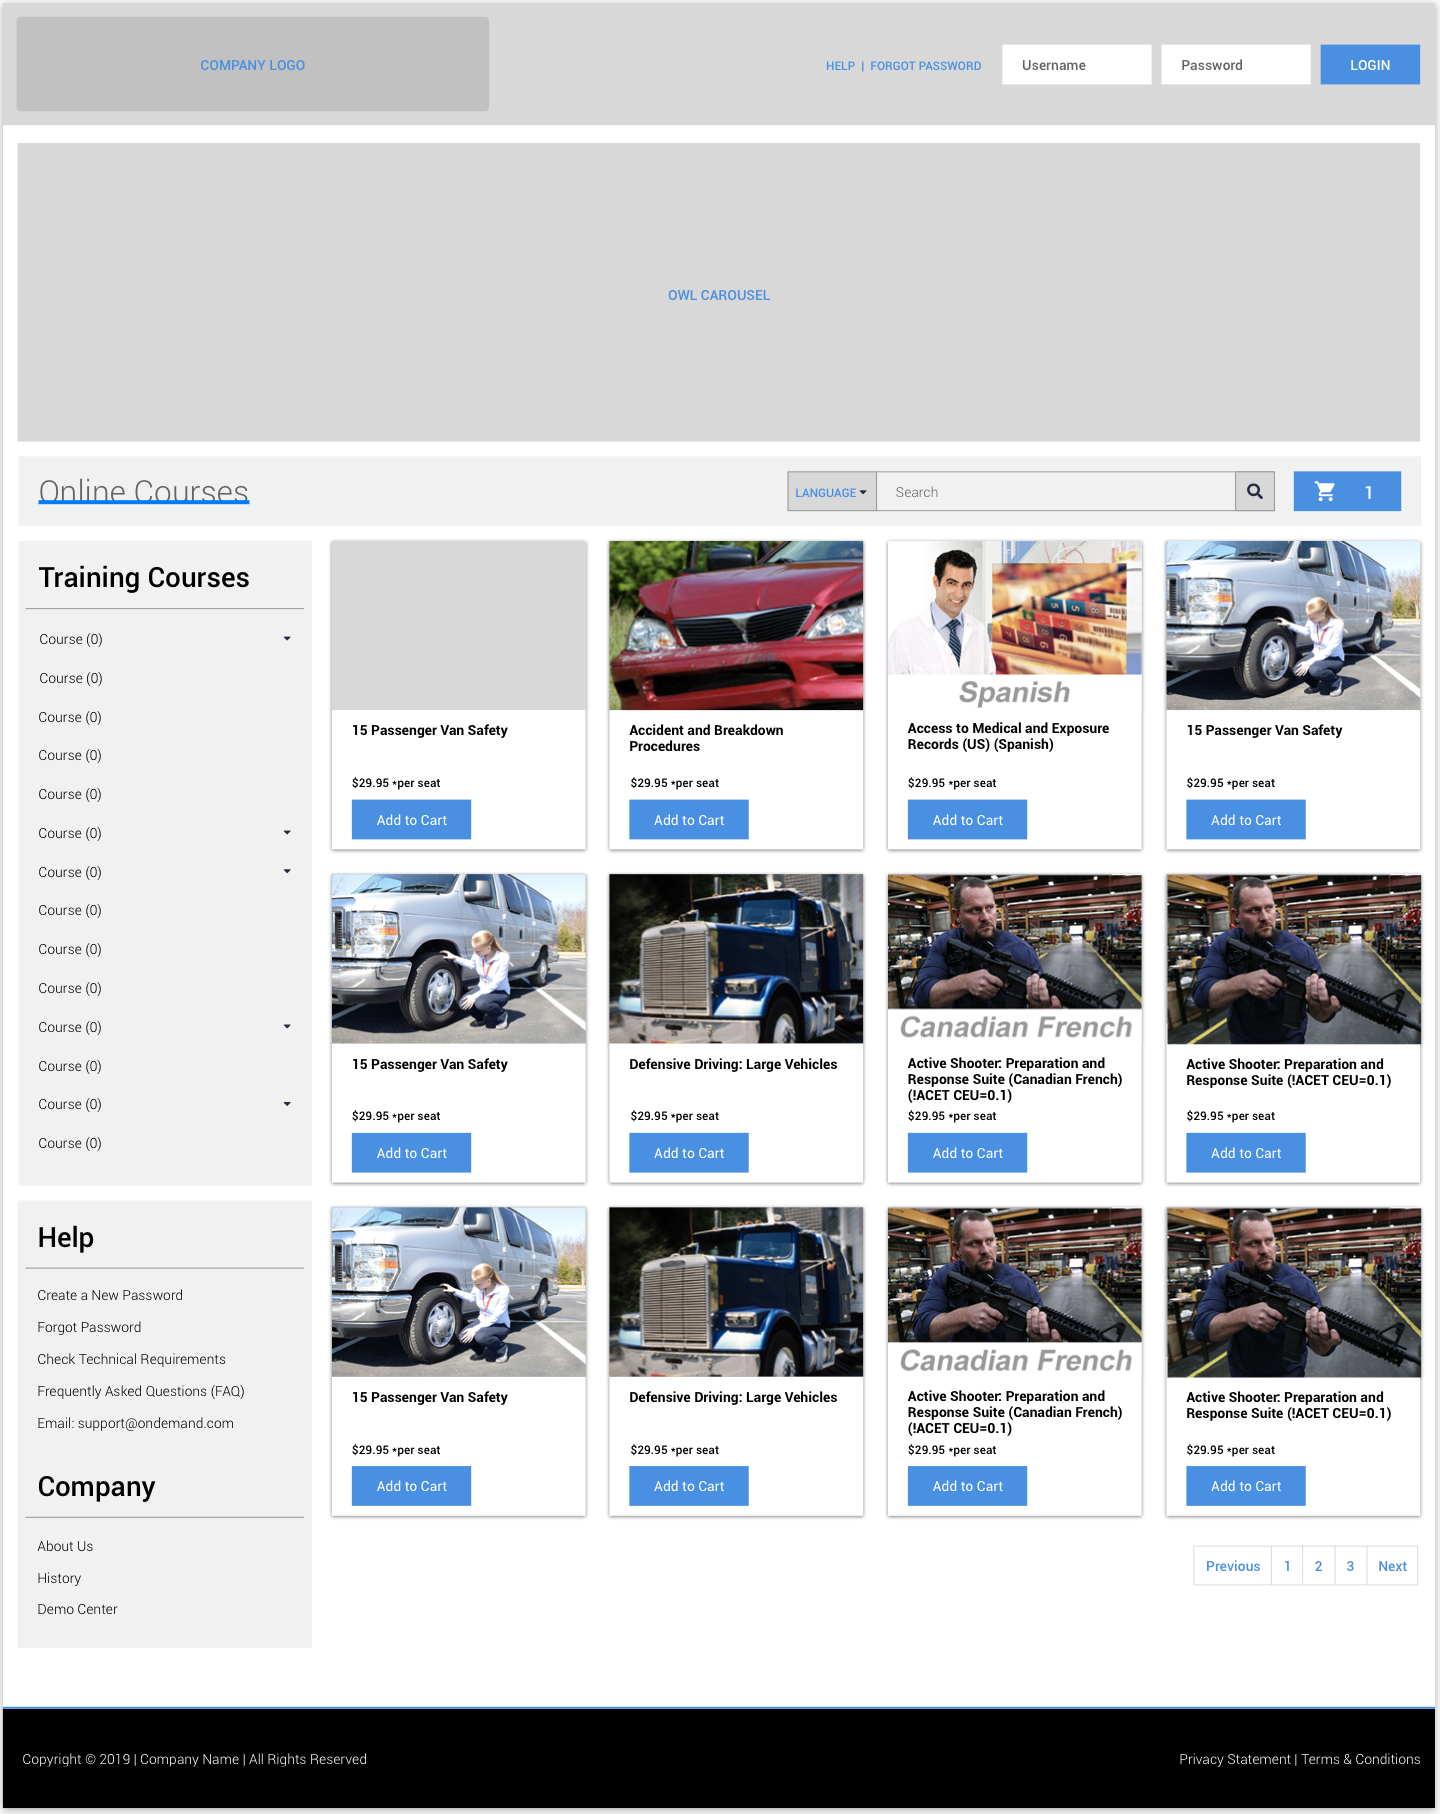 COMPANY LOGO
HELP | FORGOT PASSWORD
Username
Password
LOGIN
OWL CAROUSEL
Online Courses
LANGUAGE
Search
1
Training Courses
Course (0)
Course (0)
Course (0)
Course (0)
Course (0)
Course (0)
Course (0)
Course (0)
Course (0)
Course (0)
Course (0)
Course (0)
Course (0)
Course (0)
Help
Create a New Password
Forgot Password
Check Technical Requirements
Frequently Asked Questions (FAQ)
Email: support@ondemand.com
Company
About Us
History
Demo Center
15 Passenger Van Safety
$29.95 *per seat
Add to Cart
Accident and Breakdown
Procedures
$29.95 *per seat
Add to Cart
Spanish
Access to Medical and Exposure
Records (US) (Spanish)
$29.95 *per seat
Add to Cart
15 Passenger Van Safety
$29.95 *per seat
Add to Cart
15 Passenger Van Safety
$29.95 *per seat
Add to Cart
Defensive Driving: Large Vehicles
$29.95 *per seat
Add to Cart
Canadian French
Active Shooter: Preparation and
Response Suite (Canadian French)
(!ACET CEU=0.1)
$29.95 *per seat
Add to Cart
Active Shooter: Preparation and
Response Suite (!ACET CEU=0.1)
$29.95 *per seat
Add to Cart
15 Passenger Van Safety
$29.95 *per seat
Add to Cart
Defensive Driving: Large Vehicles
$29.95 *per seat
Add to Cart
Canadian French
Active Shooter: Preparation and
Response Suite (Canadian French)
(!ACET CEU=0.1)
$29.95 *per seat
Add to Cart
Active Shooter: Preparation and
Response Suite (!ACET CEU=0.1)
$29.95 *per seat
Add to Cart
Previous 1 2 3 Next
Copyright © 2019 | Company Name | All Rights Reserved
Privacy Statement | Terms & Conditions